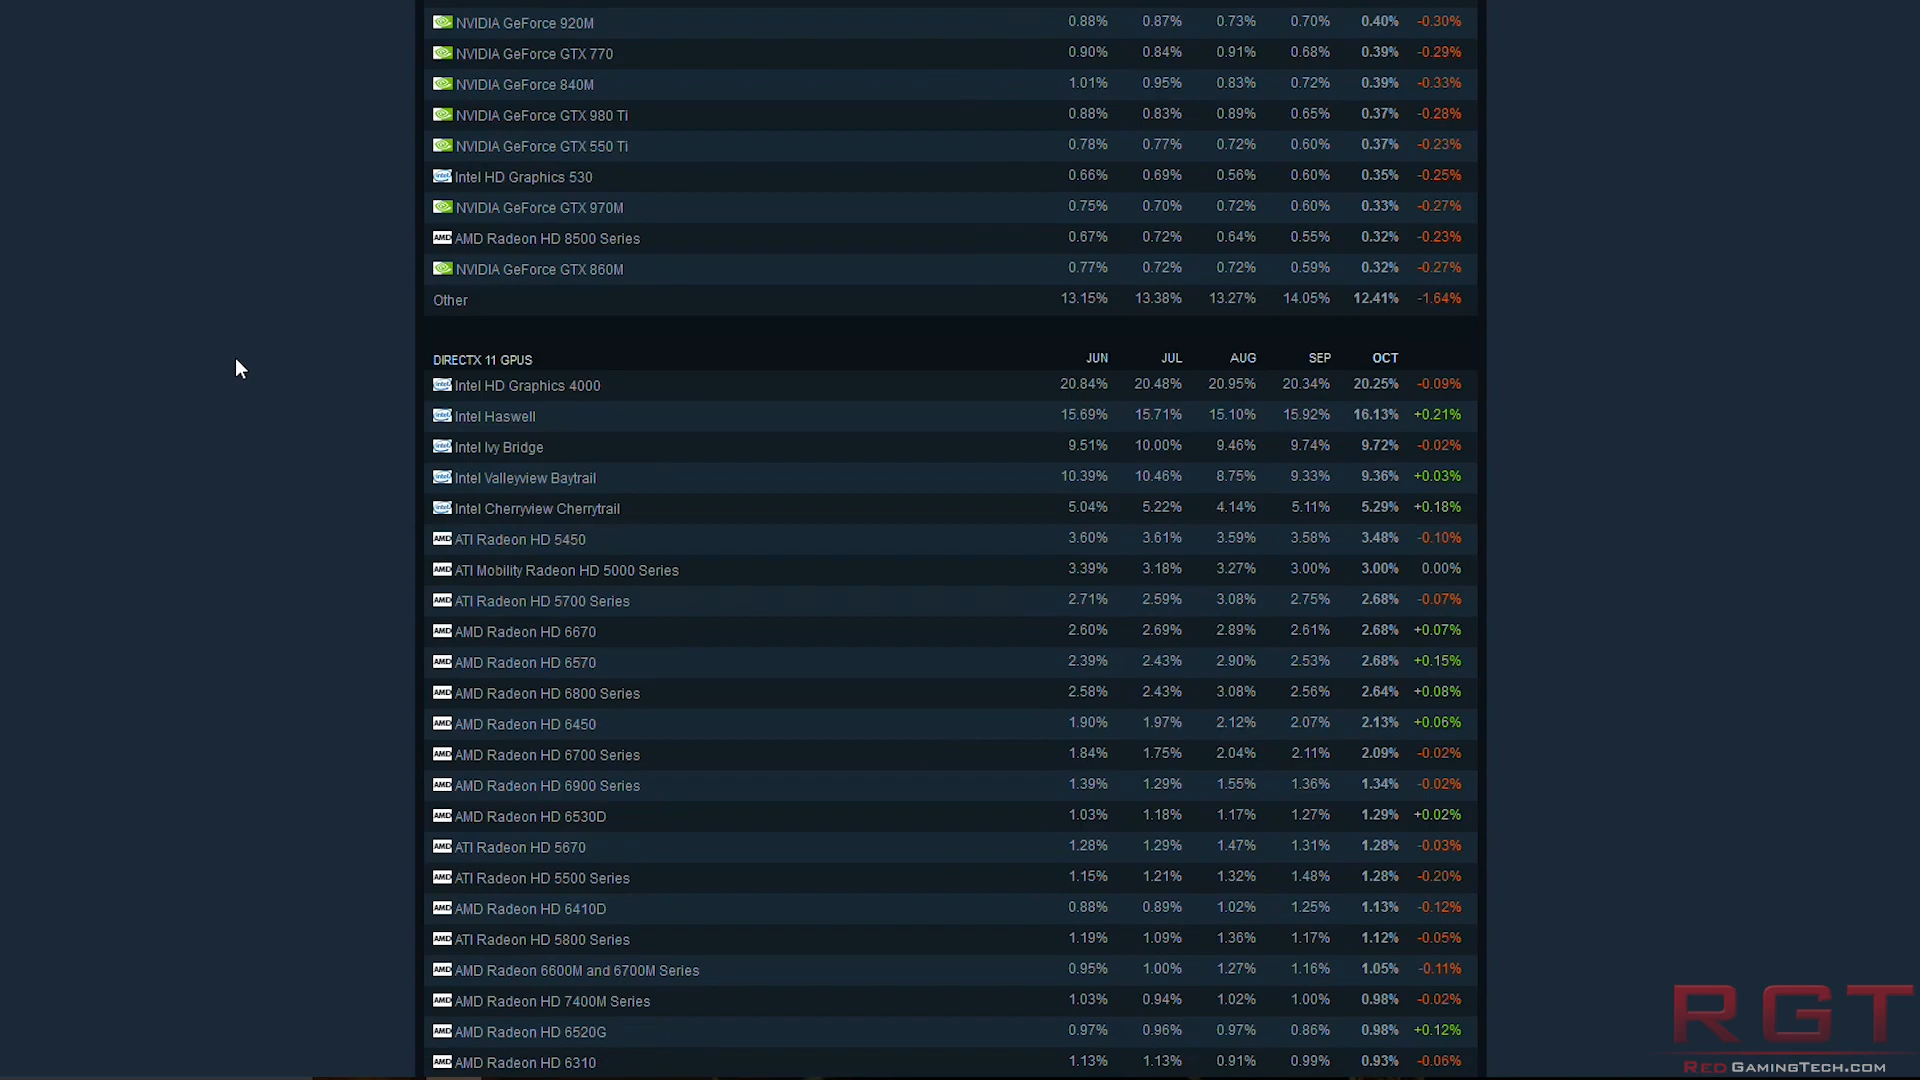 NVIDIA GeForce 920M 0.88% 0.87% 0.73% 0.70% 0.40% -0.30%
NVIDIA GeForce GTX 770 0.90% 0.84% 0.91% 0.68% 0.39% -0.29%
NVIDIA GeForce 840M 1.01% 0.95% 0.83% 0.72% 0.39% -0.33%
NVIDIA GeForce GTX 980 Ti 0.88% 0.83% 0.89% 0.65% 0.37% -0.28%
NVIDIA GeForce GTX 550 Ti 0.78% 0.77% 0.72% 0.60% 0.37% -0.23%
intel Intel HD Graphics 530 0.66% 0.69% 0.56% 0.60% 0.35% -0.25%
NVIDIA GeForce GTX 970M 0.75% 0.70% 0.72% 0.60% 0.33% -0.27%
AMD AMD Radeon HD 8500 Series 0.67% 0.72% 0.64% 0.55% 0.32% -0.23%
NVIDIA GeForce GTX 860M 0.77% 0.72% 0.72% 0.59% 0.32% -0.27%
Other 13.15% 13.38% 13.27% 14.05% 12.41% -1.64%
DIRECTX 11 GPUS JUN JUL AUG SEP OCT
intel Intel HD Graphics 4000 20.84% 20.48% 20.95% 20.34% 20.25% -0.09%
intel Intel Haswell 15.69% 15.71% 15.10% 15.92% 16.13% +0.21%
intel Intel Ivy Bridge 9.51% 10.00% 9.46% 9.74% 9.72% -0.02%
intel Intel Valleyview Baytrail 10.39% 10.46% 8.75% 9.33% 9.36% +0.03%
intel Intel Cherryview Cherrytrail 5.04% 5.22% 4.14% 5.11% 5.29% +0.18%
AMD ATI Radeon HD 5450 3.60% 3.61% 3.59% 3.58% 3.48% -0.10%
AMD ATI Mobility Radeon HD 5000 Series 3.39% 3.18% 3.27% 3.00% 3.00% 0.00%
AMD ATI Radeon HD 5700 Series 2.71% 2.59% 3.08% 2.75% 2.68% -0.07%
AMD AMD Radeon HD 6670 2.60% 2.69% 2.89% 2.61% 2.68% +0.07%
AMD AMD Radeon HD 6570 2.39% 2.43% 2.90% 2.53% 2.68% +0.15%
AMD AMD Radeon HD 6800 Series 2.58% 2.43% 3.08% 2.56% 2.64% +0.08%
AMD AMD Radeon HD 6450 1.90% 1.97% 2.12% 2.07% 2.13% +0.06%
AMD AMD Radeon HD 6700 Series 1.84% 1.75% 2.04% 2.11% 2.09% -0.02%
AMD AMD Radeon HD 6900 Series 1.39% 1.29% 1.55% 1.36% 1.34% -0.02%
AMD AMD Radeon HD 6530D 1.03% 1.18% 1.17% 1.27% 1.29% +0.02%
AMD ATI Radeon HD 5670 1.28% 1.29% 1.47% 1.31% 1.28% -0.03%
AMD ATI Radeon HD 5500 Series 1.15% 1.21% 1.32% 1.48% 1.28% -0.20%
AMD AMD Radeon HD 6410D 0.88% 0.89% 1.02% 1.25% 1.13% -0.12%
AMD ATI Radeon HD 5800 Series 1.19% 1.09% 1.36% 1.17% 1.12% -0.05%
AMD AMD Radeon 6600M and 6700M Series 0.95% 1.00% 1.27% 1.16% 1.05% -0.11%
AMD AMD Radeon HD 7400M Series 1.03% 0.94% 1.02% 1.00% 0.98% -0.02%
AMD AMD Radeon HD 6520G 0.97% 0.96% 0.97% 0.86% 0.98% +0.12%
AMD AMD Radeon HD 6310 1.13% 1.13% 0.91% 0.99% 0.93% -0.06%
RGT
REDGAMINGTECH.COM